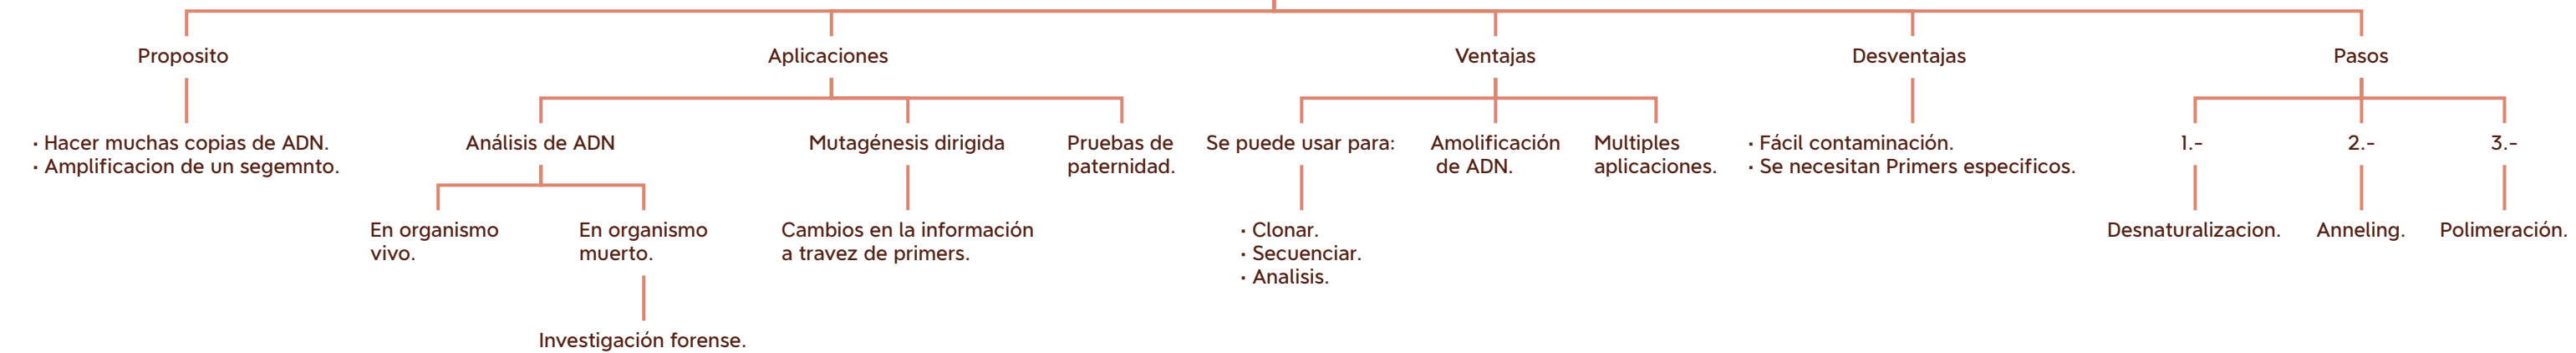 Proposito
Aplicaciones
Ventajas
Desventajas
Pasos
· Hacer muchas copias de ADN.
· Amplificacion de un segemnto.
Análisis de ADN
Mutagénesis dirigida
Pruebas de
paternidad.
Se puede usar para:
Amolificación
de ADN.
Multiples
aplicaciones.
· Fácil contaminación.
· Se necesitan Primers especificos.
1.-
2.-
3.-
En organismo
vivo.
En organismo
muerto.
Cambios en la información
a travez de primers.
· Clonar.
· Secuenciar.
· Analisis.
Desnaturalizacion.
Anneling.
Polimeración.
Investigación forense.